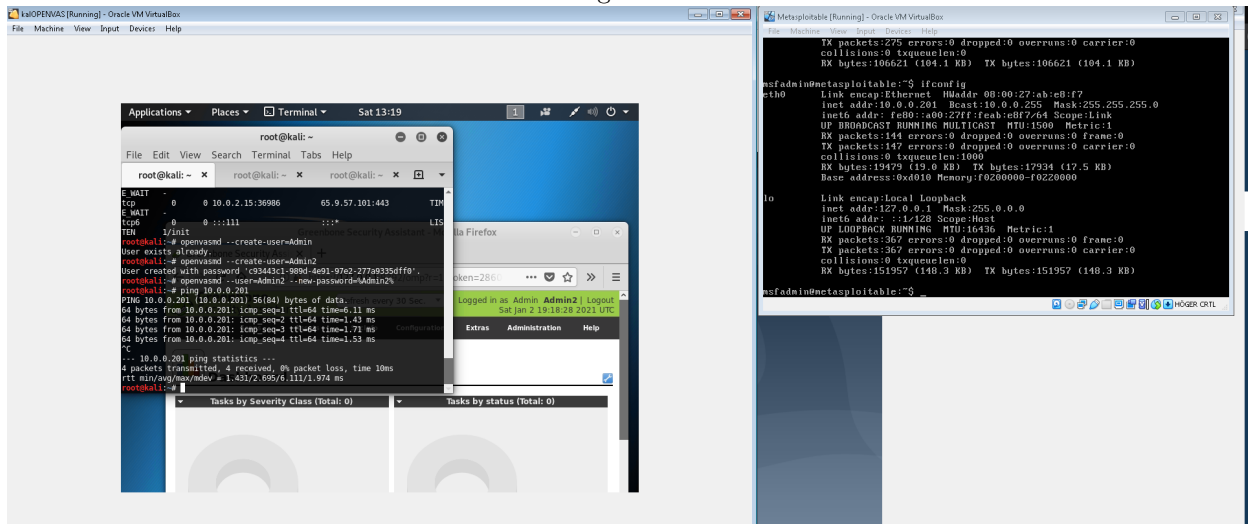 kalOPENVAS [Running] - Oracle VM VirtualBox
File Machine View Input Devices Help
Applications Places Terminal Sat 13:19 1
root@kali: ~
File Edit View Search Terminal Tabs Help
root@kali: ~ × root@kali: ~ × root@kali: ~ ×
E_WAIT -
tcp 0 0 10.0.2.15:36986 65.9.57.101:443 TIM
E_WAIT -
tcp6 0 0 :::111 :::* LIS
TEN 1/init
root@kali:~# openvasmd --create-user=Admin
User exists already.
root@kali:~# openvasmd --create-user=Admin2
User created with password 'c93443c1-989d-4e91-97e2-277a9335dff0'.
root@kali:~# openvasmd --user=Admin2 --new-password=%Admin2%
root@kali:~# ping 10.0.0.201
PING 10.0.0.201 (10.0.0.201) 56(84) bytes of data.
64 bytes from 10.0.0.201: icmp_seq=1 ttl=64 time=6.11 ms
64 bytes from 10.0.0.201: icmp_seq=2 ttl=64 time=1.43 ms
64 bytes from 10.0.0.201: icmp_seq=3 ttl=64 time=1.71 ms
64 bytes from 10.0.0.201: icmp_seq=4 ttl=64 time=1.53 ms
^C
--- 10.0.0.201 ping statistics ---
4 packets transmitted, 4 received, 0% packet loss, time 10ms
rtt min/avg/max/mdev = 1.431/2.695/6.111/1.974 ms
root@kali:~#
Greenbone Security Assistant - Mozilla Firefox
oken=2860
Logged in as Admin Admin2 | Logout
Sat Jan 2 19:18:28 2021 UTC
Configuration Extras Administration Help
Tasks by Severity Class (Total: 0)
Tasks by status (Total: 0)
Metasploitable [Running] - Oracle VM VirtualBox
File Machine View Input Devices Help
TX packets:275 errors:0 dropped:0 overruns:0 carrier:0
collisions:0 txqueuelen:0
RX bytes:106621 (104.1 KB) TX bytes:106621 (104.1 KB)
msfadmin@metasploitable:~$ ifconfig
eth0 Link encap:Ethernet HWaddr 08:00:27:ab:e8:f7
inet addr:10.0.0.201 Bcast:10.0.0.255 Mask:255.255.255.0
inet6 addr: fe80::a00:27ff:feab:e8f7/64 Scope:Link
UP BROADCAST RUNNING MULTICAST MTU:1500 Metric:1
RX packets:144 errors:0 dropped:0 overruns:0 frame:0
TX packets:147 errors:0 dropped:0 overruns:0 carrier:0
collisions:0 txqueuelen:1000
RX bytes:19479 (19.0 KB) TX bytes:17934 (17.5 KB)
Base address:0xd010 Memory:f0200000-f0220000
lo Link encap:Local Loopback
inet addr:127.0.0.1 Mask:255.0.0.0
inet6 addr: ::1/128 Scope:Host
UP LOOPBACK RUNNING MTU:16436 Metric:1
RX packets:367 errors:0 dropped:0 overruns:0 frame:0
TX packets:367 errors:0 dropped:0 overruns:0 carrier:0
collisions:0 txqueuelen:0
RX bytes:151957 (148.3 KB) TX bytes:151957 (148.3 KB)
msfadmin@metasploitable:~$ _
HÖGER CRTL